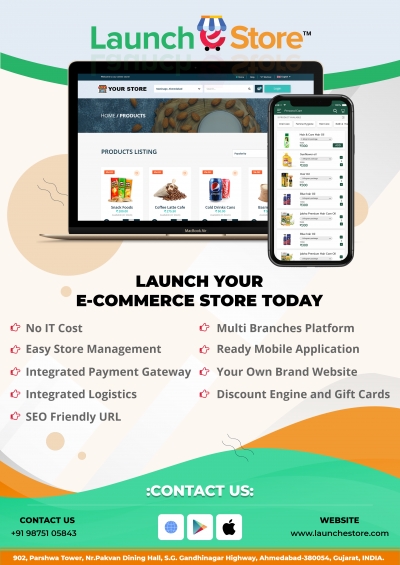 Launch e Store™
YOUR STORE
HOME / PRODUCTS
PRODUCTS LISTING
Snack Foods
Coffee Latte Cafe
Cold Drinks Cans
MacBook Air
LAUNCH YOUR
E-COMMERCE STORE TODAY
No IT Cost
Easy Store Management
Integrated Payment Gateway
Integrated Logistics
SEO Friendly URL
Multi Branches Platform
Ready Mobile Application
Your Own Brand Website
Discount Engine and Gift Cards
:CONTACT US:
CONTACT US
+91 98751 05843
WEBSITE
www.launchestore.com
902, Parshwa Tower, Nr.Pakvan Dining Hall, S.G. Gandhinagar Highway, Ahmedabad-380054, Gujarat, INDIA.